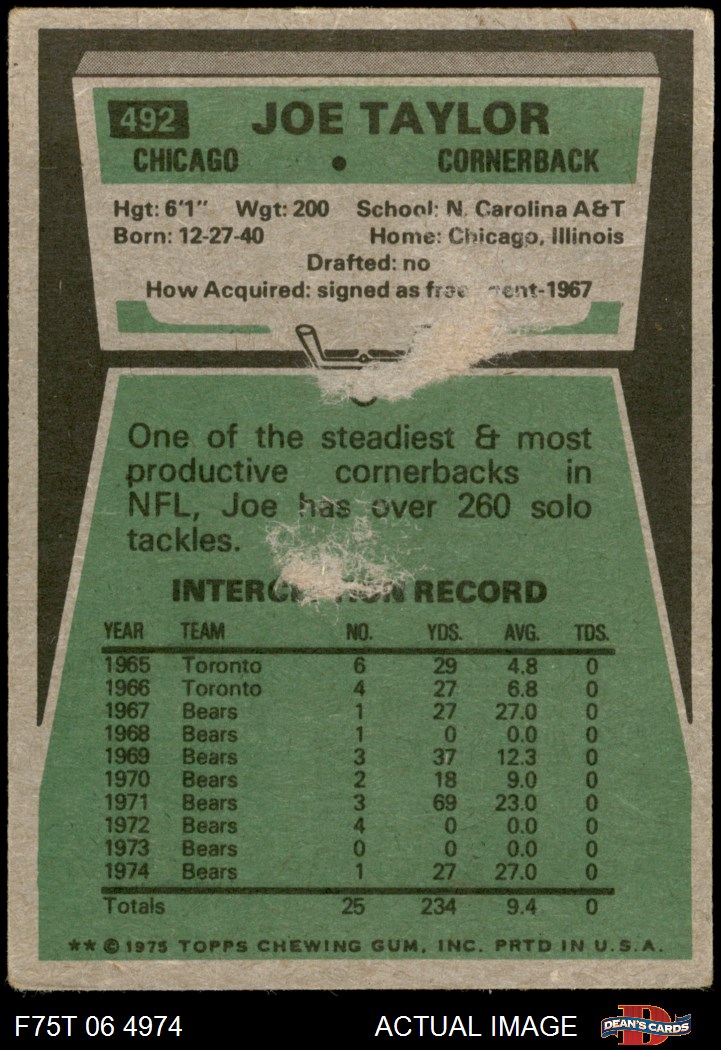 492 JOE TAYLOR
CHICAGO • CORNERBACK
Hgt: 6'1" Wgt: 200 School: N. Carolina A&T
Born: 12-27-40 Home: Chicago, Illinois
Drafted: no
How Acquired: signed as -1967
One of the steadiest & most
productive cornerbacks in
NFL, Joe has over 260 solo
tackles.
RECORD
YEAR TEAM NO. YDS. AVG. TDS.
1965 Toronto 6 29 4.8 0
1966 Toronto 4 27 6.8 0
1967 Bears 1 27 27.0 0
1968 Bears 1 0 0.0 0
1969 Bears 3 37 12.3 0
1970 Bears 2 18 9.0 0
1971 Bears 3 69 23.0 0
1972 Bears 4 0 0.0 0
1973 Bears 0 0 0.0 0
1974 Bears 1 27 27.0 0
Totals 25 234 9.4 0
** © 1975 TOPPS CHEWING GUM, INC. PRTD IN U.S.A.
F75T 06 4974 ACTUAL IMAGE D DEAN'S CARDS